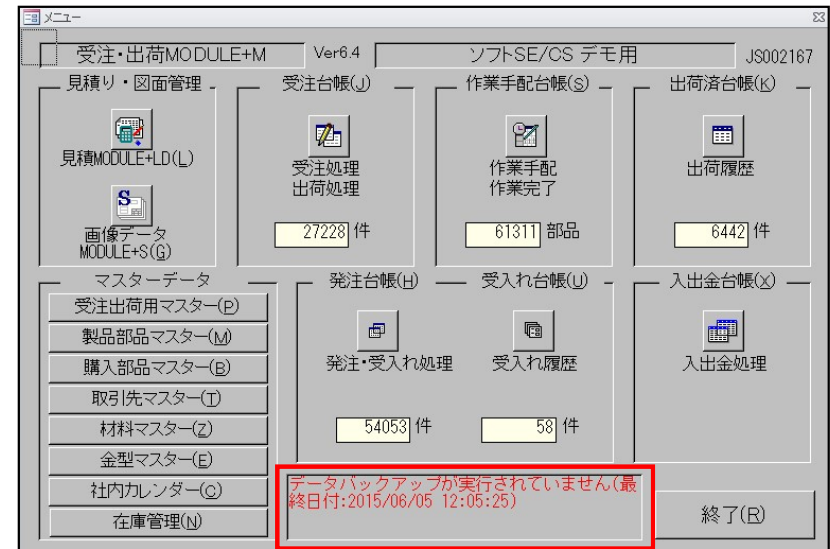 メニュー
受注・出荷MODULE+M
Ver6.4
ソフトSE/CS デモ用
JS002167
見積り・図面管理
見積MODULE+LD(L)
画像データ
MODULE+S(G)
受注台帳(J)
受注処理
出荷処理
27228 件
作業手配台帳(S)
作業手配
作業完了
61311 部品
出荷済台帳(K)
出荷履歴
6442 件
マスターデータ
受注出荷用マスター(P)
製品部品マスター(M)
購入部品マスター(B)
取引先マスター(T)
材料マスター(Z)
金型マスター(E)
社内カレンダー(C)
在庫管理(N)
発注台帳(H)
発注・受入れ処理
54053 件
受入れ台帳(U)
受入れ履歴
58 件
入出金台帳(X)
入出金処理
データバックアップが実行されていません(最
終日付:2015/06/05 12:05:25)
終了(R)